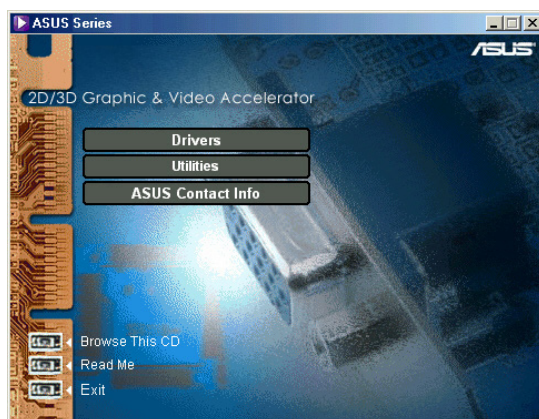 ASUS Series
ASUS
2D/3D Graphic & Video Accelerator
Drivers
Utilities
ASUS Contact Info
Browse This CD
Read Me
Exit